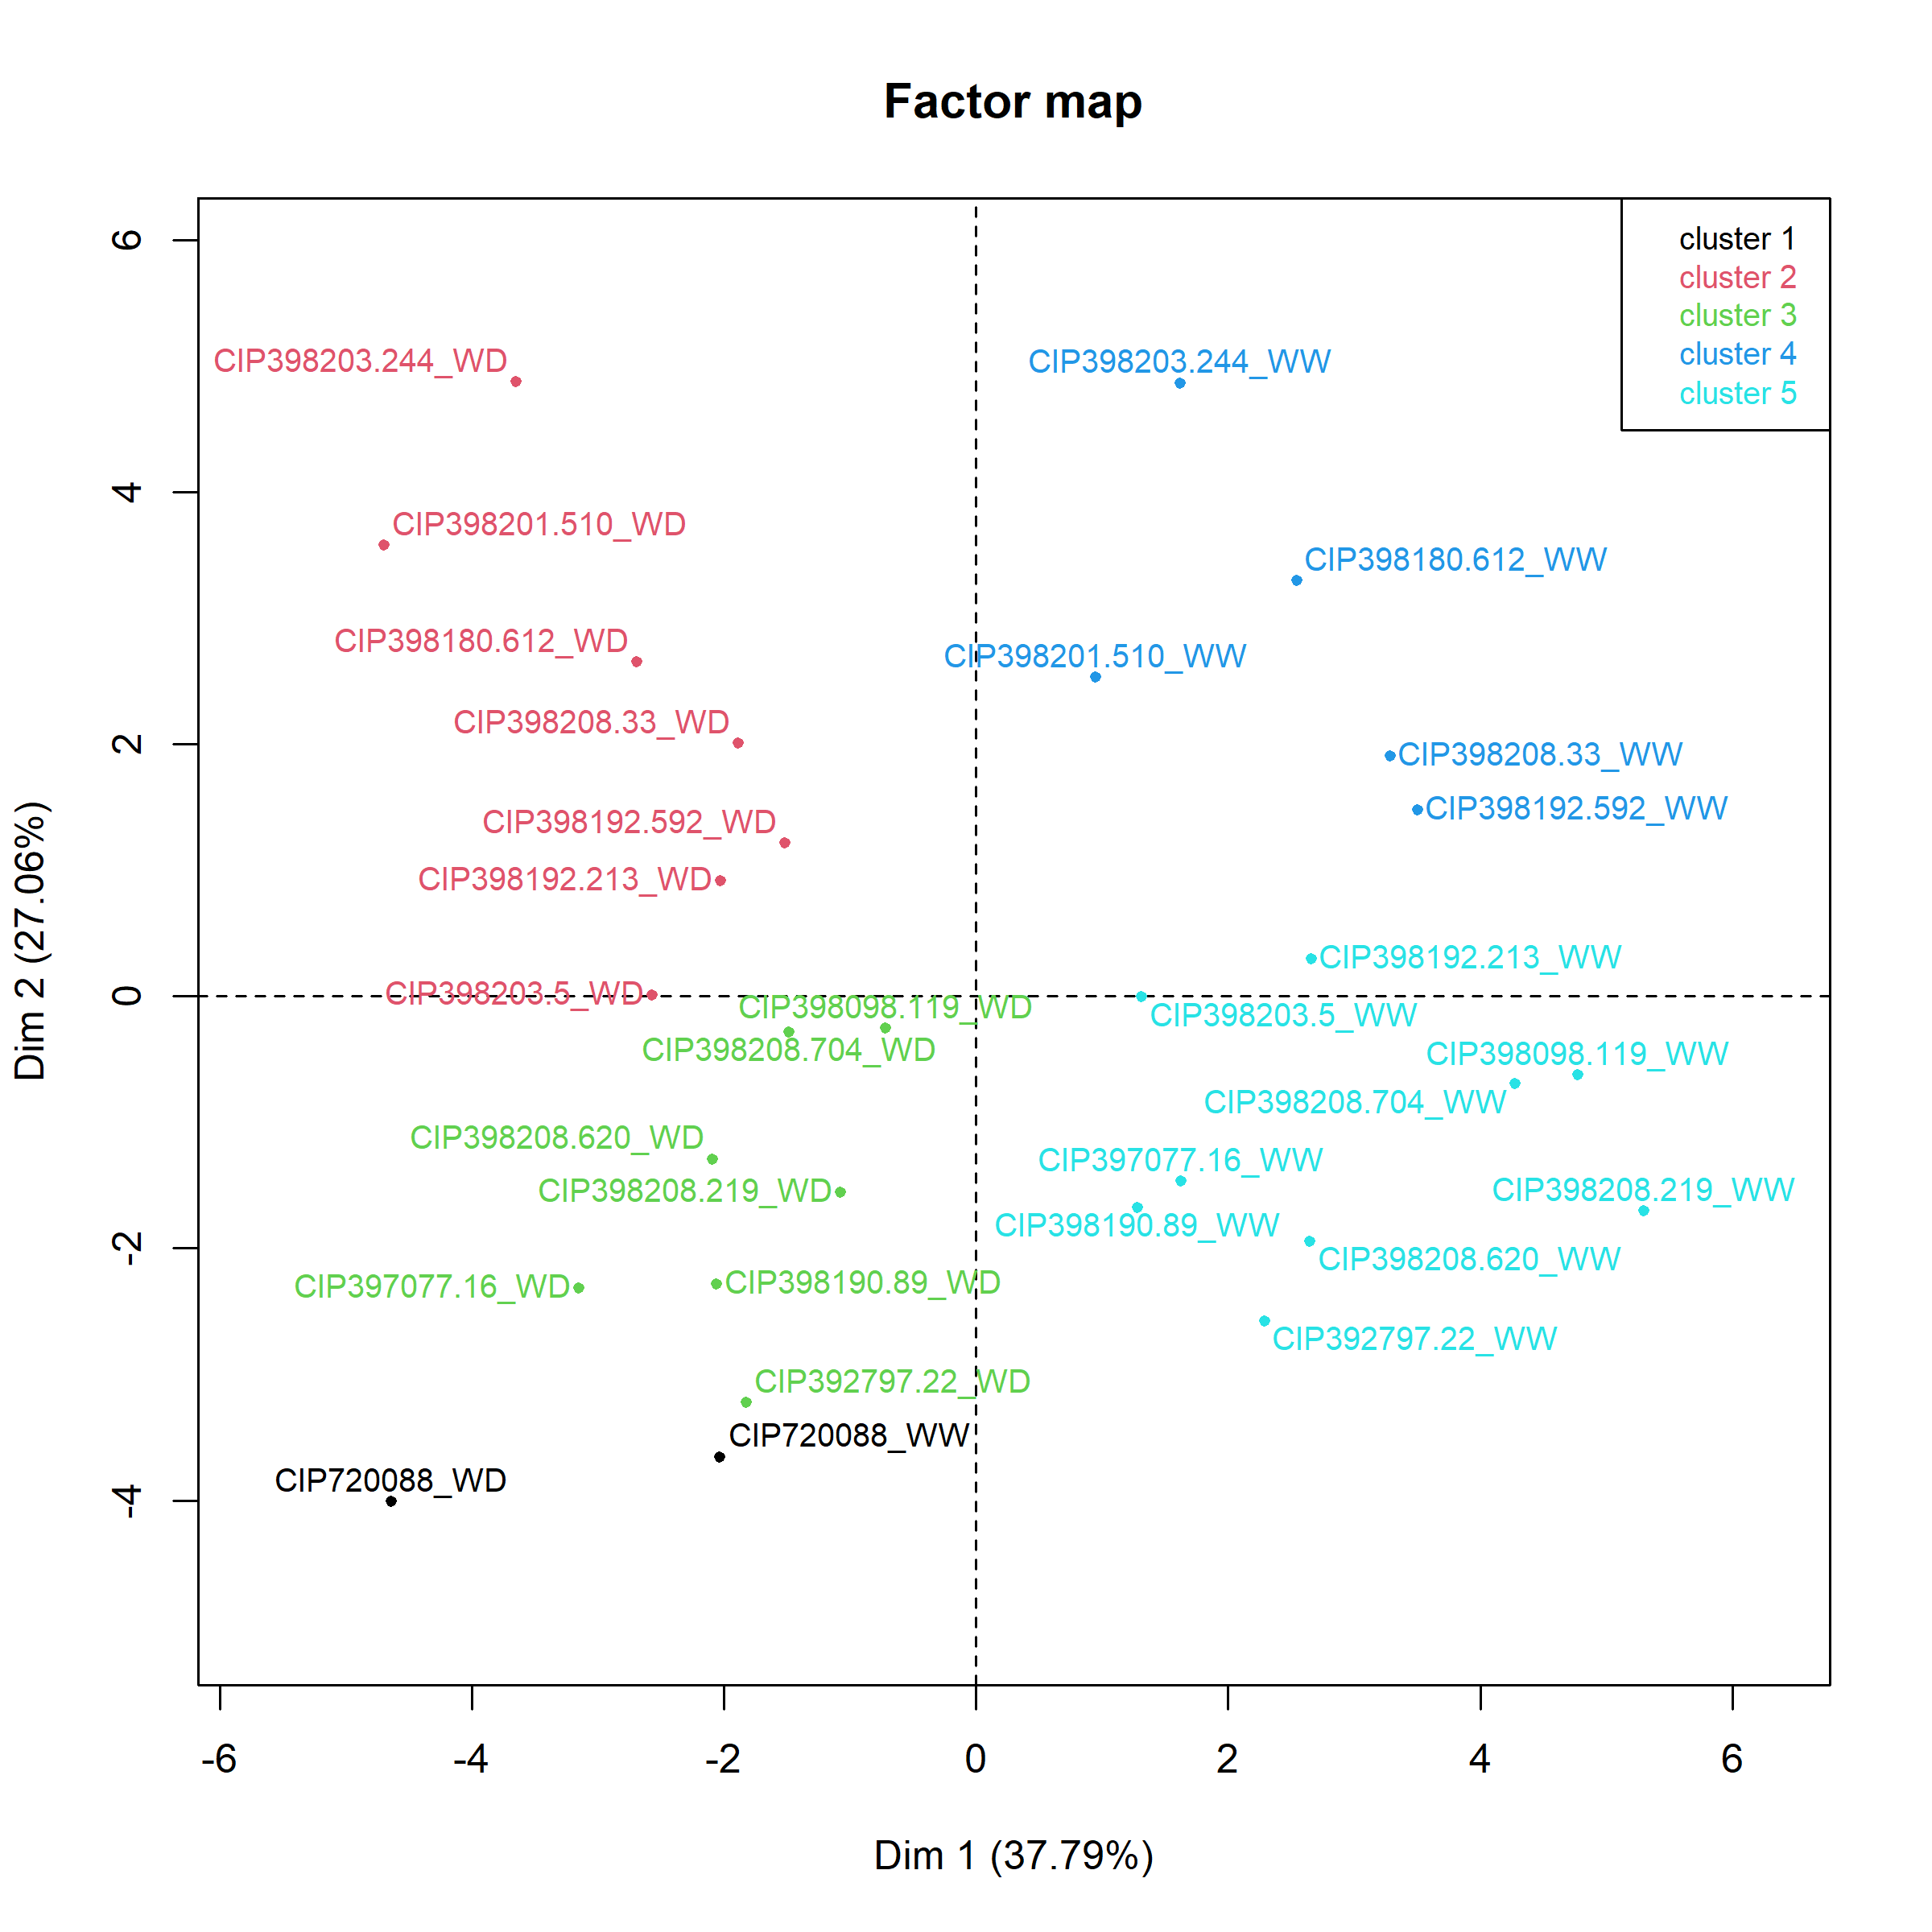 Factor map
cluster 1
cluster 2
cluster 3
cluster 4
cluster 5
CIP398203.244_WD
CIP398203.244_WW
CIP398201.510_WD
CIP398180.612_WW
CIP398180.612_WD
CIP398201.510_WW
CIP398208.33_WD
CIP398208.33_WW
CIP398192.592_WW
CIP398192.592_WD
CIP398192.213_WD
CIP398192.213_WW
CIP398203.5_WD
CIP398098.119_WD
CIP398203.5_WW
CIP398208.704_WD
CIP398098.119_WW
CIP398208.704_WW
CIP398208.620_WD
CIP397077.16_WW
CIP398208.219_WD
CIP398208.219_WW
CIP398190.89_WW
CIP398208.620_WW
CIP397077.16_WD
CIP398190.89_WD
CIP392797.22_WW
CIP392797.22_WD
CIP720088_WW
CIP720088_WD
6
4
2
0
-2
-4
Dim 2 (27.06%)
-6 -4 -2 0 2 4 6
Dim 1 (37.79%)